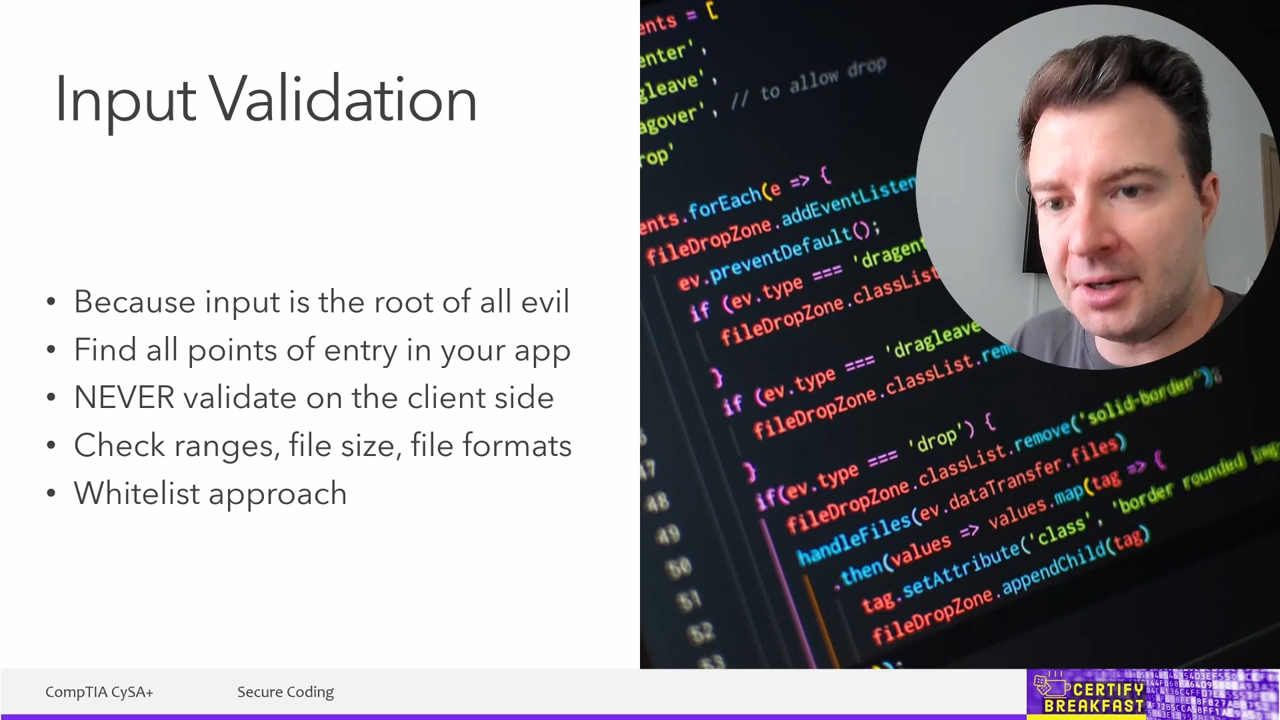 Input Validation
• Because input is the root of all evil
• Find all points of entry in your app
• NEVER validate on the client side
• Check ranges, file size, file formats
• Whitelist approach
ents = [
enter',
gleave',
agover', // to allow drop
rop'
ents.forEach(e => {
fileDropZone.addEventListen
ev.preventDefault();
if (ev.type === 'dragent
fileDropZone.classList
}
if (ev.type === 'dragleave
fileDropZone.classList.rem
}
if(ev.type === 'drop') {
fileDropZone.classList.remove('solid-border');
handleFiles(ev.dataTransfer.files)
.then(values => values.map(tag => {
tag.setAttribute('class', 'border rounded img
fileDropZone.appendChild(tag)
47
48
49
50
51
52
53
CompTIA CySA+
Secure Coding
CERTIFY
BREAKFAST